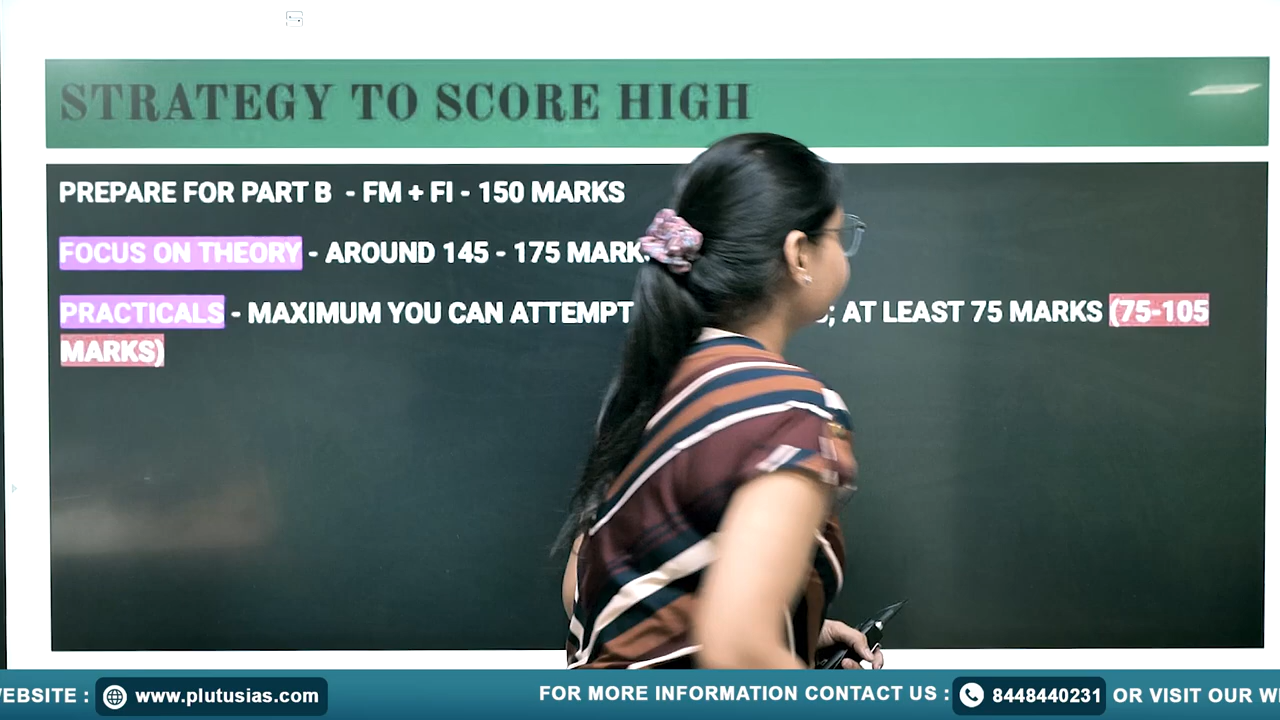 STRATEGY TO SCORE HIGH
PREPARE FOR PART B - FM + FI - 150 MARKS
FOCUS ON THEORY - AROUND 145 - 175
PRACTICALS - MAXIMUM YOU CAN ATTEMPT ; AT LEAST 75 MARKS (75-105
MARKS)
: www.plutusias.com FOR MORE INFORMATION CONTACT US : 8448440231 OR VISIT OUR